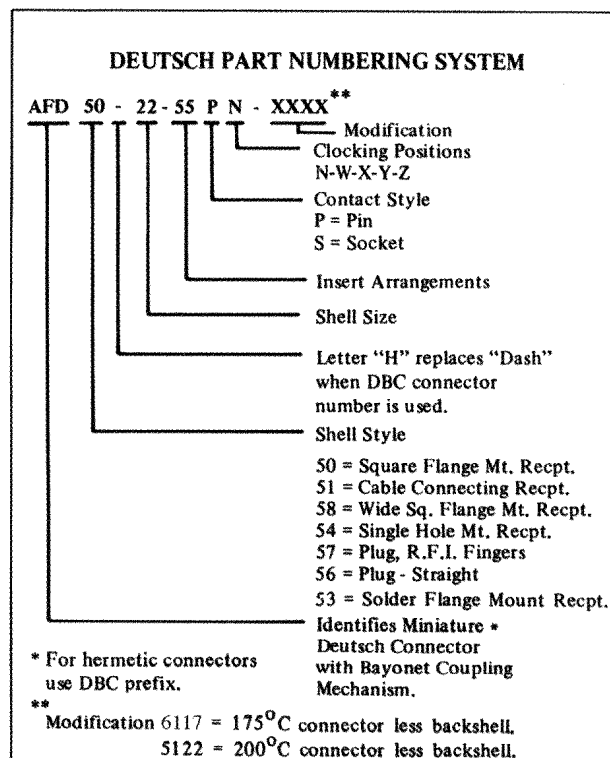 DEUTSCH PART NUMBERING SYSTEM
AFD 50 - 22 - 55 P N - XXXX**
Modification
Clocking Positions
N-W-X-Y-Z
Contact Style
P = Pin
S = Socket
Insert Arrangements
Shell Size
Letter “H” replaces “Dash”
when DBC connector
number is used.
Shell Style
50 = Square Flange Mt. Recpt.
51 = Cable Connecting Recpt.
58 = Wide Sq. Flange Mt. Recpt.
54 = Single Hole Mt. Recpt.
57 = Plug, R.F.I. Fingers
56 = Plug - Straight
53 = Solder Flange Mount Recpt.
Identifies Miniature *
Deutsch Connector
with Bayonet Coupling
Mechanism.
* For hermetic connectors
use DBC prefix.
**
Modification 6117 = 175°C connector less backshell.
5122 = 200°C connector less backshell.